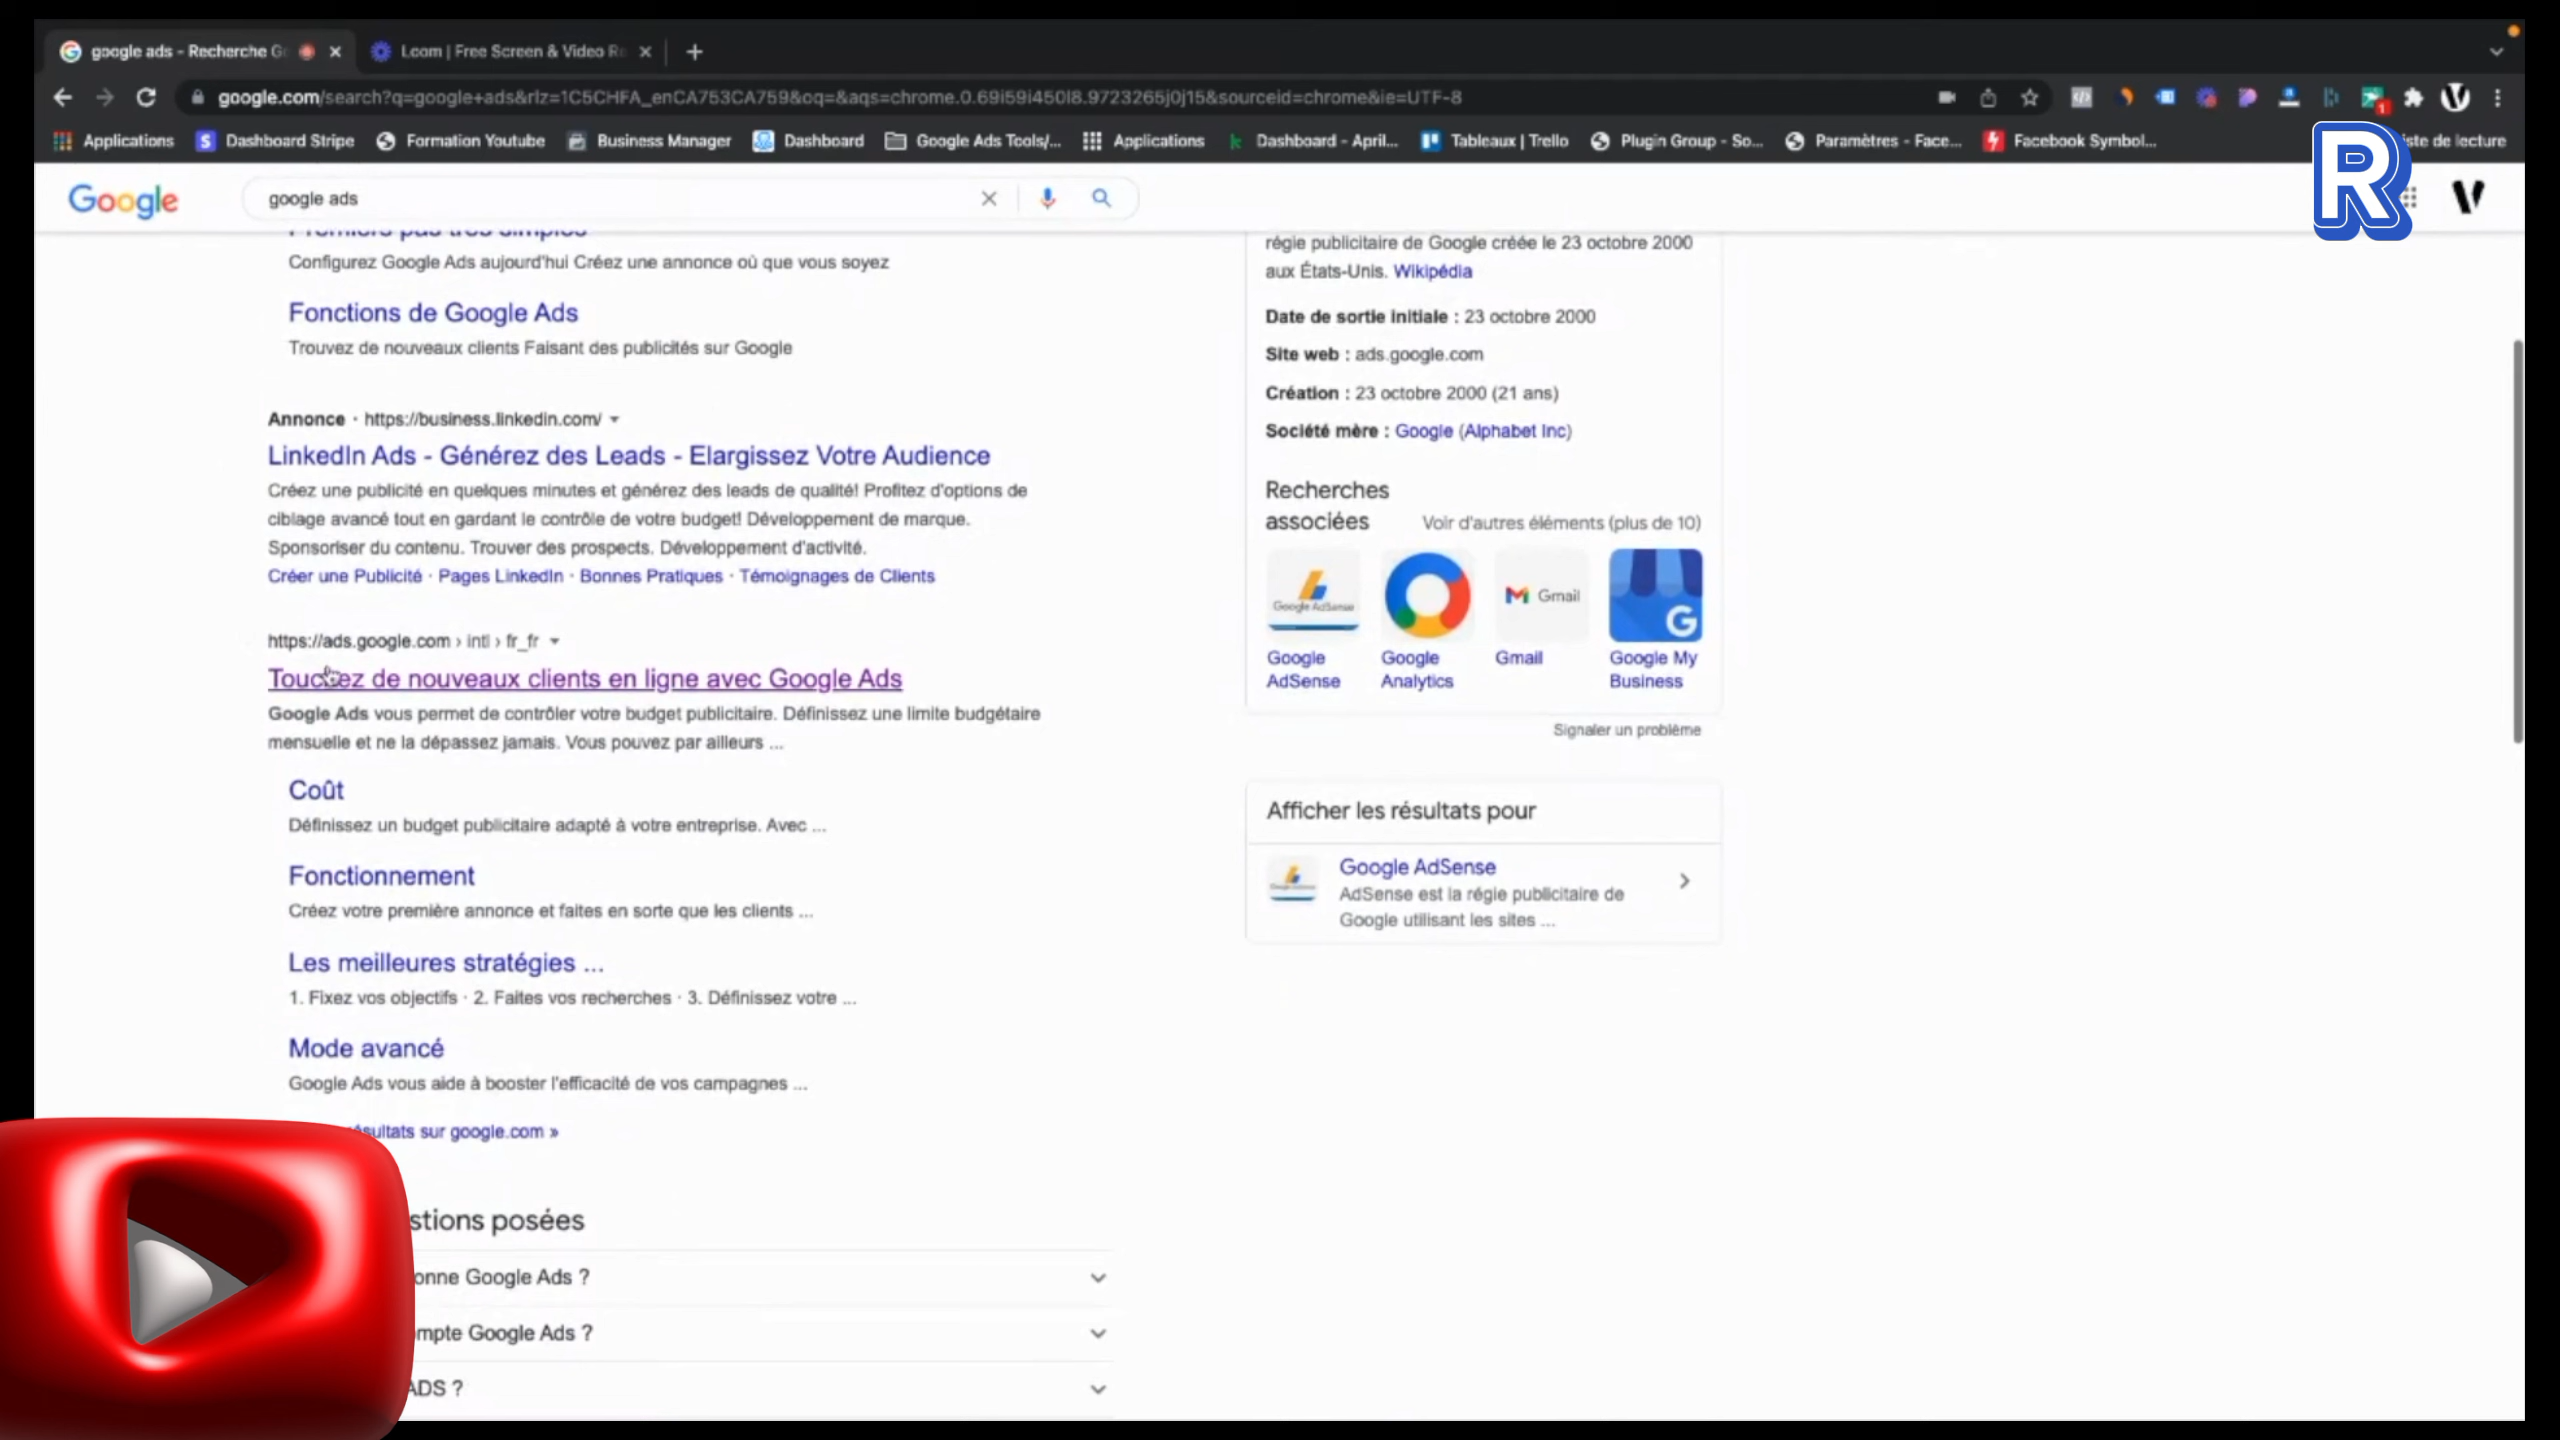 google ads - Recherche G
Loom | Free Screen & Video Re
google.com/search?q=google+ads&rlz=1C5CHFA_enCA753CA759&oq=&aqs=chrome.0.69i59i450l8.9723265j0j15&sourceid=chrome&ie=UTF-8
Applications
Dashboard Stripe
Formation Youtube
Business Manager
Dashboard
Google Ads Tools/...
Applications
Dashboard - April...
Tableaux | Trello
Plugin Group - So...
Paramètres - Face...
Facebook Symbol...
ste de lecture
R
Google
google ads
Premiers pas très simples
Configurez Google Ads aujourd'hui Créez une annonce où que vous soyez
Fonctions de Google Ads
Trouvez de nouveaux clients Faisant des publicités sur Google
Annonce · https://business.linkedin.com/
LinkedIn Ads - Générez des Leads - Elargissez Votre Audience
Créez une publicité en quelques minutes et générez des leads de qualité! Profitez d'options de
ciblage avancé tout en gardant le contrôle de votre budget! Développement de marque.
Sponsoriser du contenu. Trouver des prospects. Développement d'activité.
Créer une Publicité · Pages LinkedIn · Bonnes Pratiques · Témoignages de Clients
https://ads.google.com › intl › fr_fr
Touchez de nouveaux clients en ligne avec Google Ads
Google Ads vous permet de contrôler votre budget publicitaire. Définissez une limite budgétaire
mensuelle et ne la dépassez jamais. Vous pouvez par ailleurs ...
Coût
Définissez un budget publicitaire adapté à votre entreprise. Avec ...
Fonctionnement
Créez votre première annonce et faites en sorte que les clients ...
Les meilleures stratégies ...
1. Fixez vos objectifs · 2. Faites vos recherches · 3. Définissez votre ...
Mode avancé
Google Ads vous aide à booster l'efficacité de vos campagnes ...
ésultats sur google.com »
stions posées
onne Google Ads ?
mpte Google Ads ?
ADS ?
régie publicitaire de Google créée le 23 octobre 2000
aux États-Unis. Wikipédia
Date de sortie initiale : 23 octobre 2000
Site web : ads.google.com
Création : 23 octobre 2000 (21 ans)
Société mère : Google (Alphabet Inc)
Recherches
associées
Voir d'autres éléments (plus de 10)
Google AdSense
Gmail
Google
AdSense
Google
Analytics
Gmail
Google My
Business
Signaler un problème
Afficher les résultats pour
Google AdSense
AdSense est la régie publicitaire de
Google utilisant les sites ...